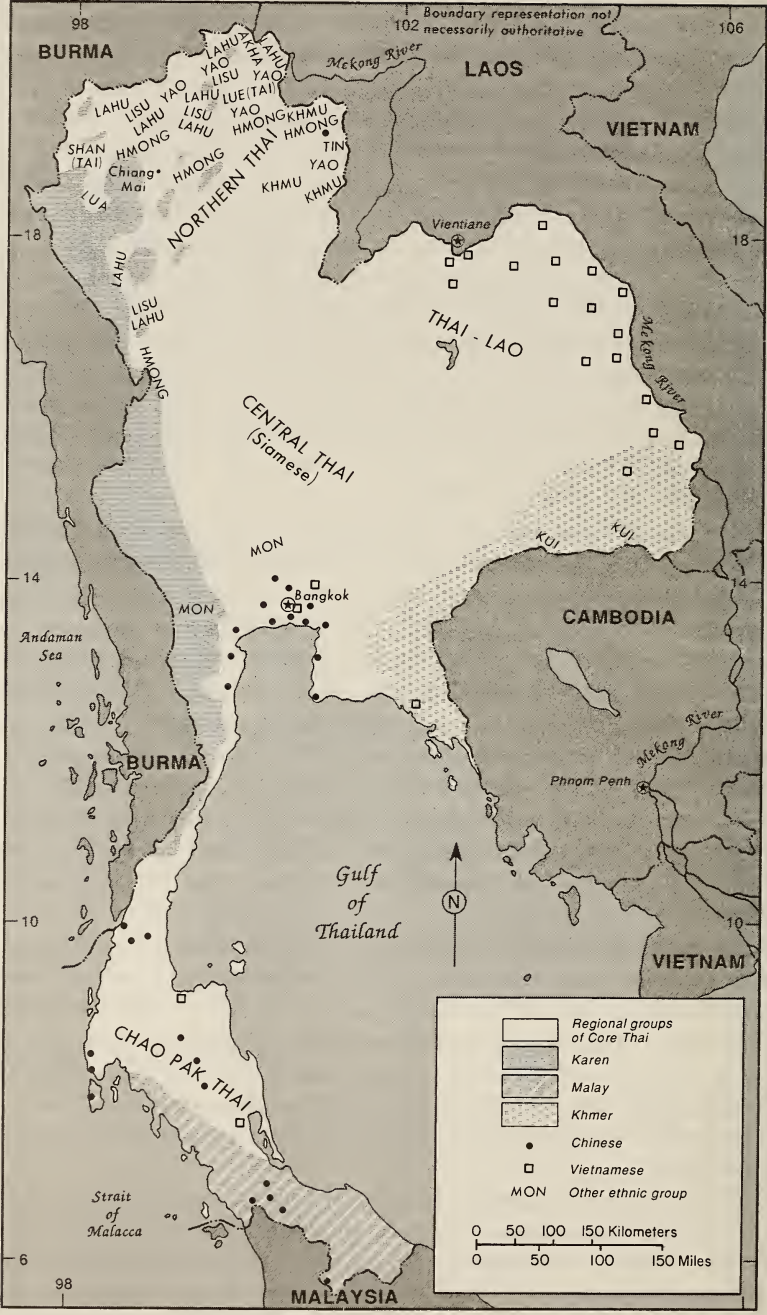 98
102
Boundary representation not
necessarily authoritative
106
BURMA
LAOS
VIETNAM
Mekong River
LAHU
AKHA
LAHU
YAO
LISU
YAO
LAHU
LISU
YAO
LAHU
LUE(TAI)
LAHU
LISU
LAHU
YAO
HMONG
KHMU
HMONG
SHAN
(TAI)
HMONG
Chiang
Mai
HMONG
TIN
YAO
KHMU
KHMU
LUA
NORTHERN THAI
18
18
Vientiane
LAHU
LISU
LAHU
HMONG
THAI - LAO
Mekong River
CENTRAL THAI
(Siamese)
KUI
KUI
MON
14
14
Bangkok
MON
CAMBODIA
Andaman
Sea
BURMA
Mekong River
Phnom Penh
Gulf
of
Thailand
N
10
10
VIETNAM
CHAO PAK THAI
Strait
of
Malacca
6
98
MALAYSIA
Regional groups
of Core Thai
Karen
Malay
Khmer
Chinese
Vietnamese
MON Other ethnic group
0 50 100 150 Kilometers
0 50 100 150 Miles